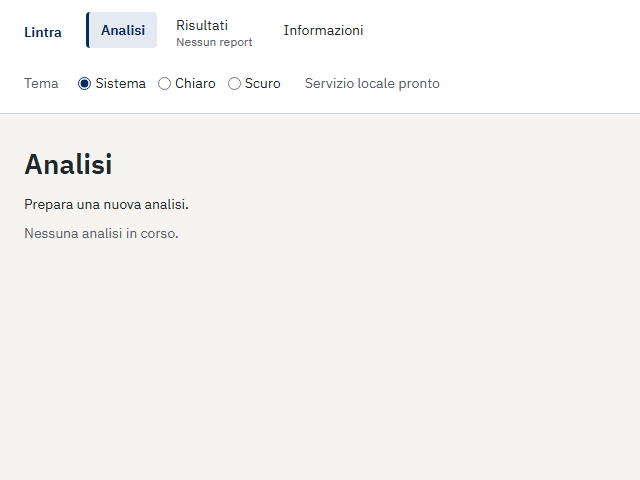 Lintra
Analisi
Risultati
Nessun report
Informazioni
Tema
Sistema
Chiaro
Scuro
Servizio locale pronto
Analisi
Prepara una nuova analisi.
Nessuna analisi in corso.